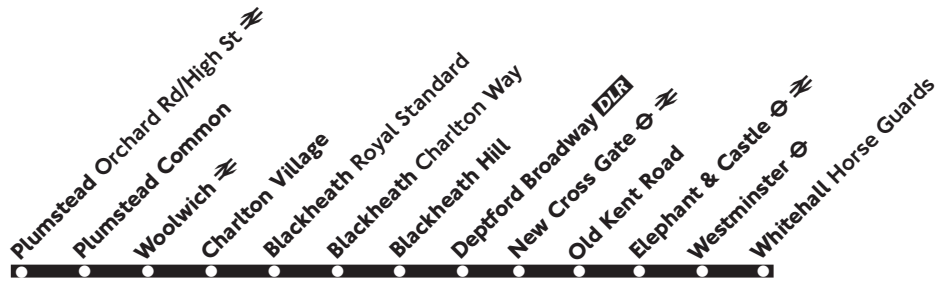 Plumstead Orchard Rd/High St
Plumstead Common
Woolwich
Charlton Village
Blackheath Royal Standard
Blackheath Charlton Way
Blackheath Hill
Deptford Broadway DLR
New Cross Gate
Old Kent Road
Elephant & Castle
Westminster
Whitehall Horse Guards